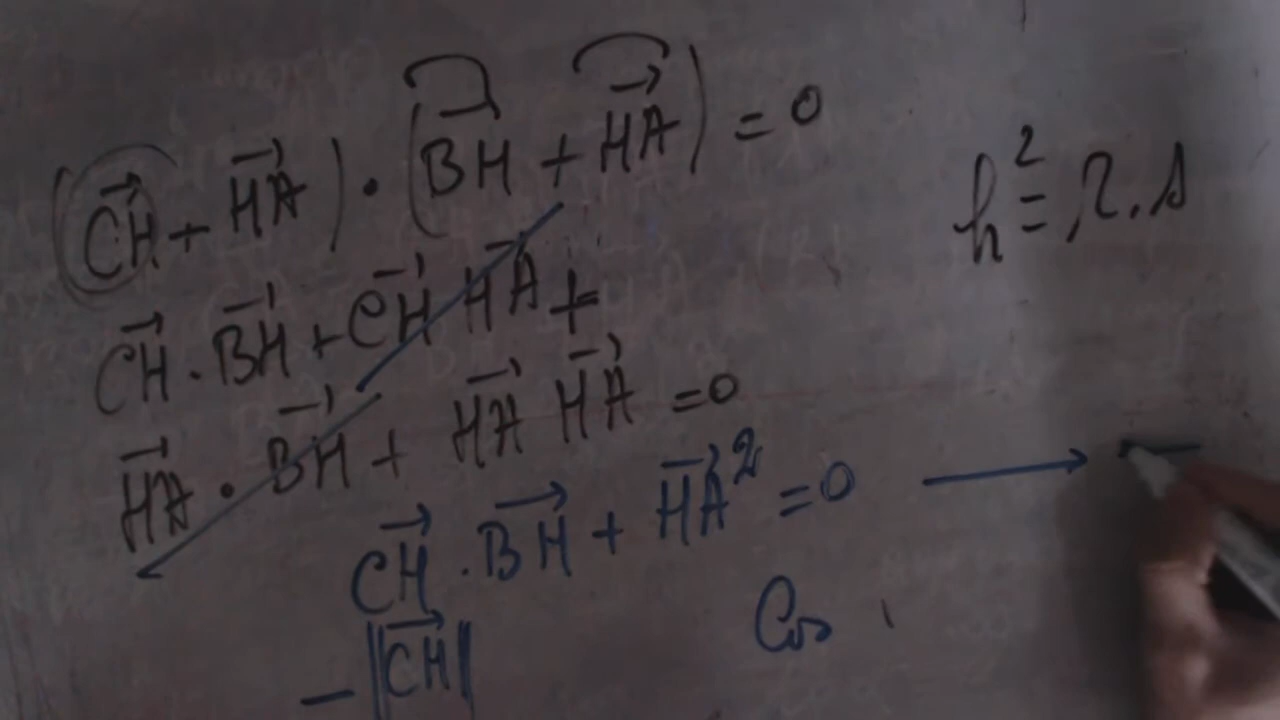 (CH + HA) . (BH + HA) = 0
h² = r.s
CH . BH + CH HA +
HA . BH + HA HA = 0
CH . BH + HA² = 0 →
Cos
- ||CH||